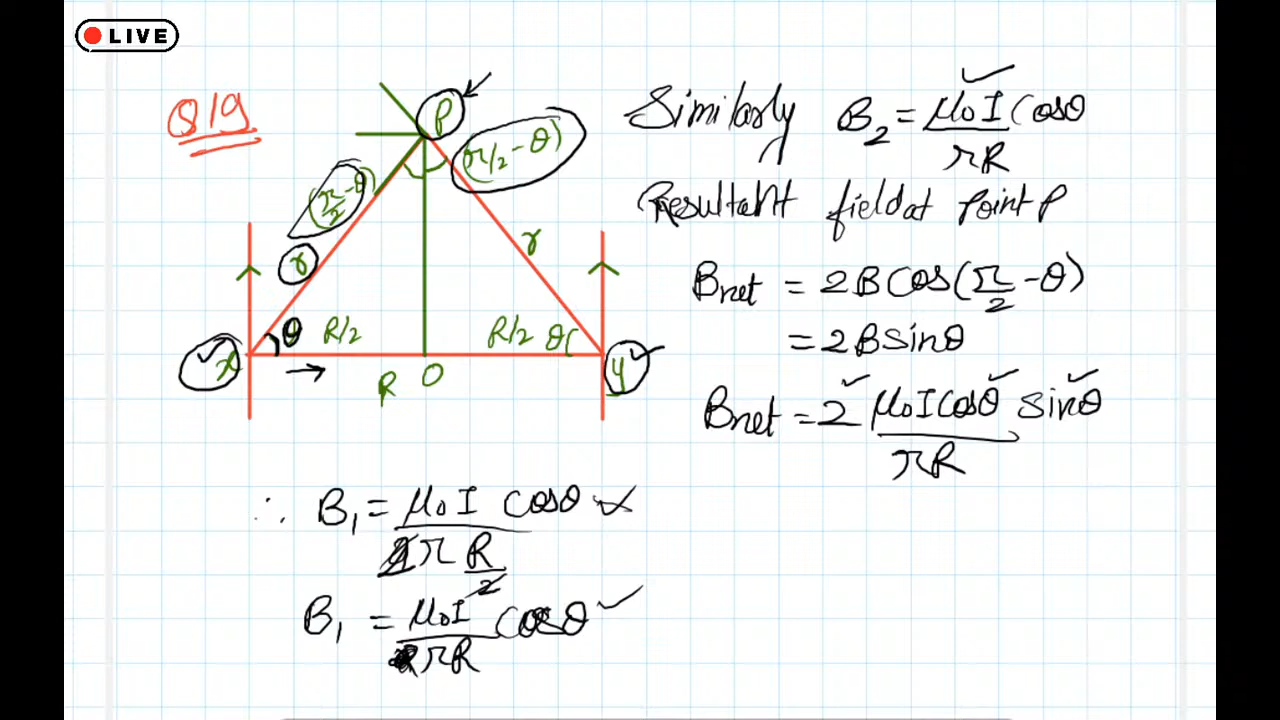 LIVE
Q19
P
(π/2 - θ)
(π/2 - θ)
r
r
θ
R/2
R/2
θ
x
R
O
y
∴ B₁ = μ₀I cosθ / 2π R/2
B₁ = μ₀I cosθ / πR
Similarly B₂ = μ₀I cosθ / πR
Resultant field at point P
Bnet = 2B cos(π/2 - θ)
= 2B sinθ
Bnet = 2 μ₀I cosθ sinθ / πR